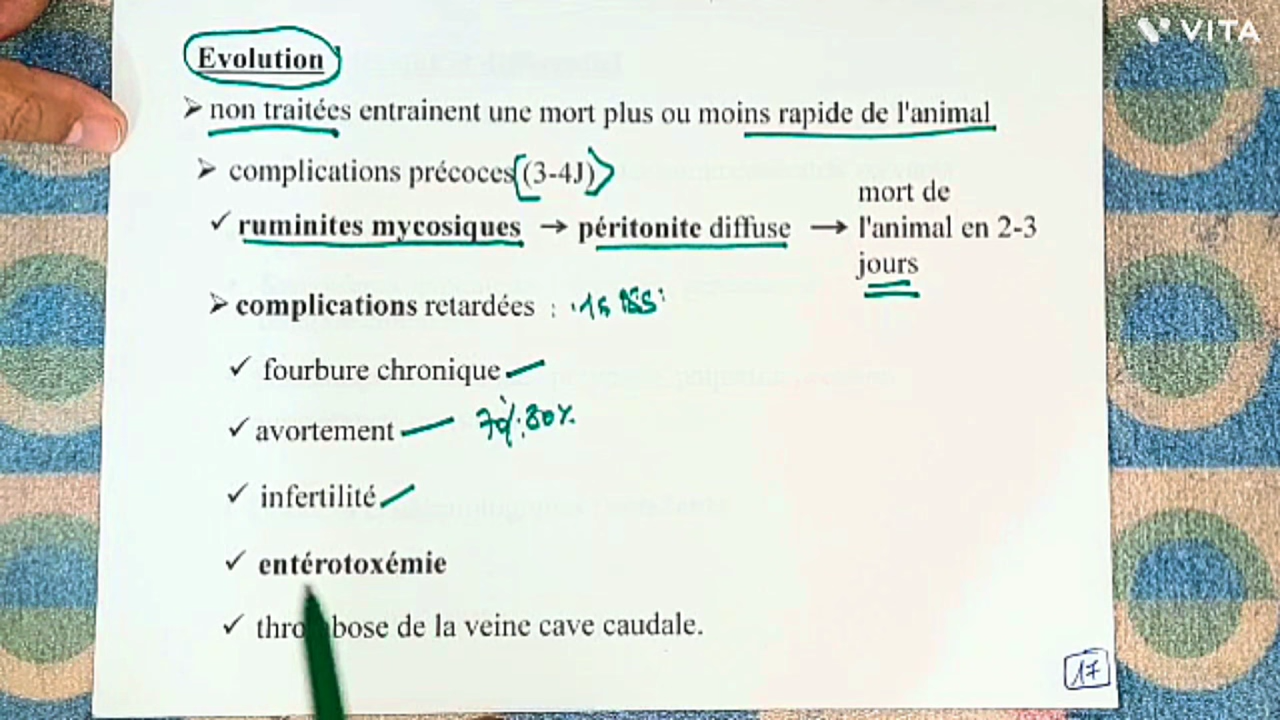 VITA
Evolution
➢ non traitées entrainent une mort plus ou moins rapide de l'animal
➢ complications précoces (3-4J)
✓ ruminites mycosiques → péritonite diffuse → mort de l'animal en 2-3 jours
➢ complications retardées :
✓ fourbure chronique
✓ avortement 70%:80%
✓ infertilité
✓ entérotoxémie
✓ thrombose de la veine cave caudale.
17